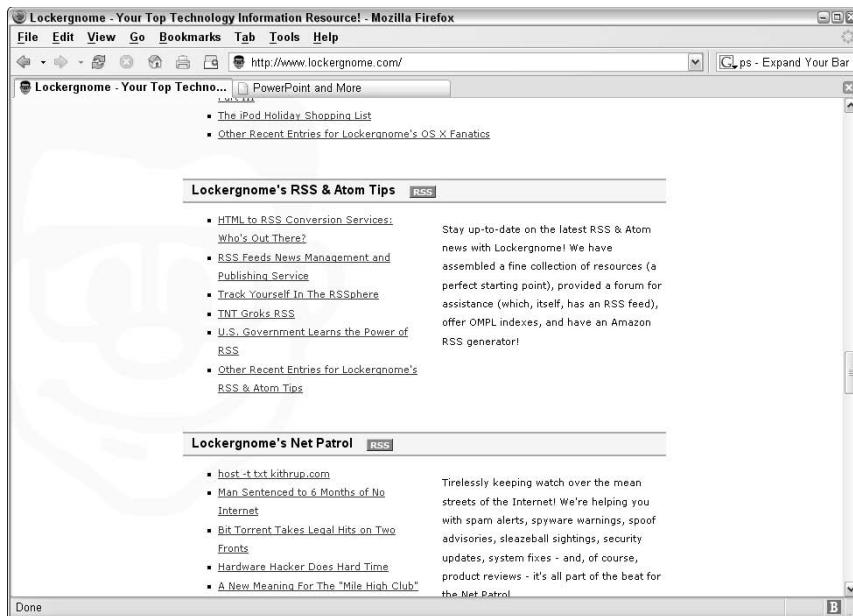 Lockergnome - Your Top Technology Information Resource! - Mozilla Firefox
File Edit View Go Bookmarks Tab Tools Help
http://www.lockergnome.com/
G ps - Expand Your Bar
Lockergnome - Your Top Techno...
PowerPoint and More
Part III
The iPod Holiday Shopping List
Other Recent Entries for Lockergnome's OS X Fanatics
Lockergnome's RSS & Atom Tips RSS
HTML to RSS Conversion Services:
Who's Out There?
RSS Feeds News Management and
Publishing Service
Track Yourself In The RSSphere
TNT Groks RSS
U.S. Government Learns the Power of
RSS
Other Recent Entries for Lockergnome's
RSS & Atom Tips
Stay up-to-date on the latest RSS & Atom
news with Lockergnome! We have
assembled a fine collection of resources (a
perfect starting point), provided a forum for
assistance (which, itself, has an RSS feed),
offer OMPL indexes, and have an Amazon
RSS generator!
Lockergnome's Net Patrol RSS
host -t txt kithrup.com
Man Sentenced to 6 Months of No
Internet
Bit Torrent Takes Legal Hits on Two
Fronts
Hardware Hacker Does Hard Time
A New Meaning For The "Mile High Club"
Tirelessly keeping watch over the mean
streets of the Internet! We're helping you
with spam alerts, spyware warnings, spoof
advisories, sleazeball sightings, security
updates, system fixes - and, of course,
product reviews - it's all part of the beat for
the Net Patrol
Done
B